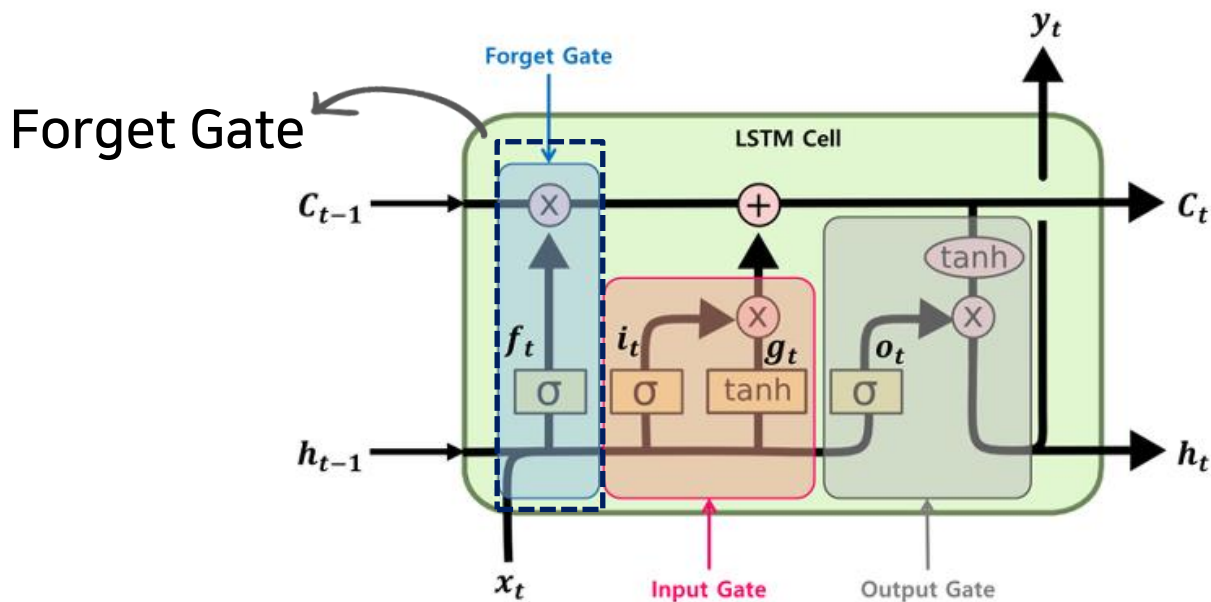 y_t
Forget Gate
Forget Gate
LSTM Cell
C_{t-1}
x
+
C_t
tanh
f_t
i_t
x
g_t
o_t
x
σ
σ
tanh
σ
h_{t-1}
h_t
x_t
Input Gate
Output Gate